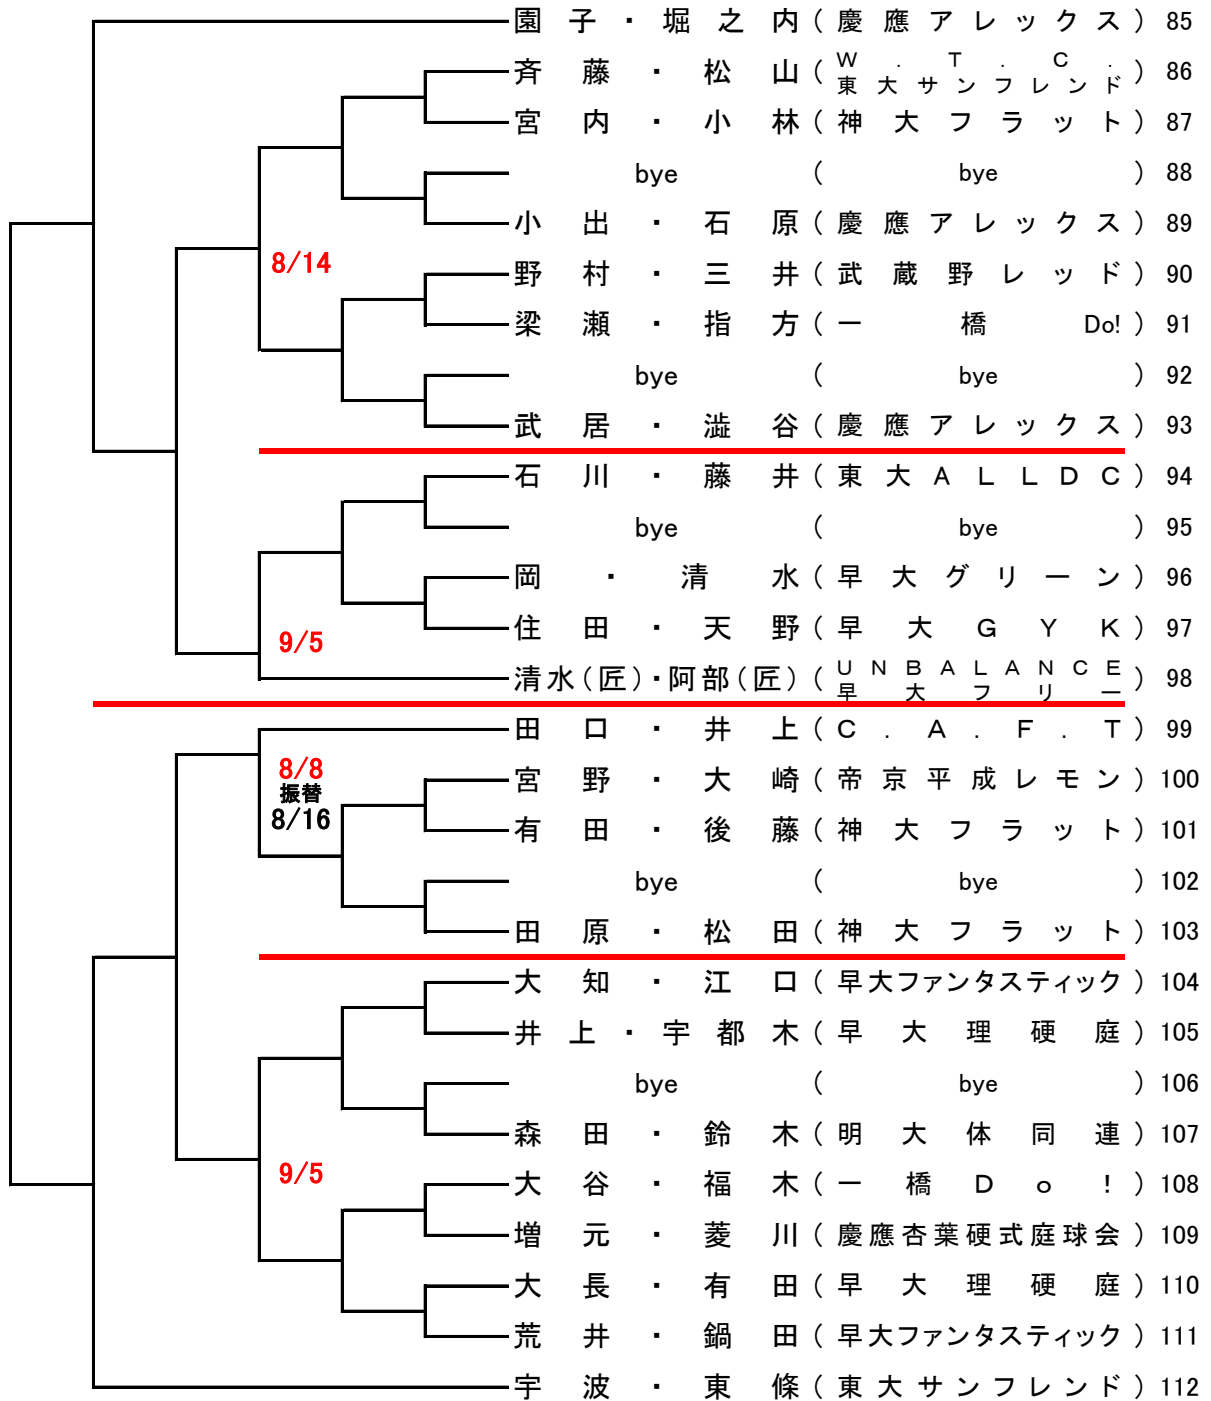 園子・堀之内(慶應アレックス) 85
斉藤・松山(W.T.C.東大サンフレンド) 86
宮内・小林(神大フラット) 87
bye(bye) 88
小出・石原(慶應アレックス) 89
8/14
野村・三井(武蔵野レッド) 90
梁瀬・指方(一橋Do!) 91
bye(bye) 92
武居・澁谷(慶應アレックス) 93
石川・藤井(東大ALLDC) 94
bye(bye) 95
岡・清水(早大グリーン) 96
住田・天野(早大GYK) 97
9/5
清水(匠)・阿部(匠)(UNBALANCE早大フリー) 98
田口・井上(C.A.F.T) 99
8/8
振替
8/16
宮野・大崎(帝京平成レモン) 100
有田・後藤(神大フラット) 101
bye(bye) 102
田原・松田(神大フラット) 103
大知・江口(早大ファンタスティック) 104
井上・宇都木(早大理硬庭) 105
bye(bye) 106
森田・鈴木(明大体同連) 107
9/5
大谷・福木(一橋Do!) 108
増元・菱川(慶應杏葉硬式庭球会) 109
大長・有田(早大理硬庭) 110
荒井・鍋田(早大ファンタスティック) 111
宇波・東條(東大サンフレンド) 112